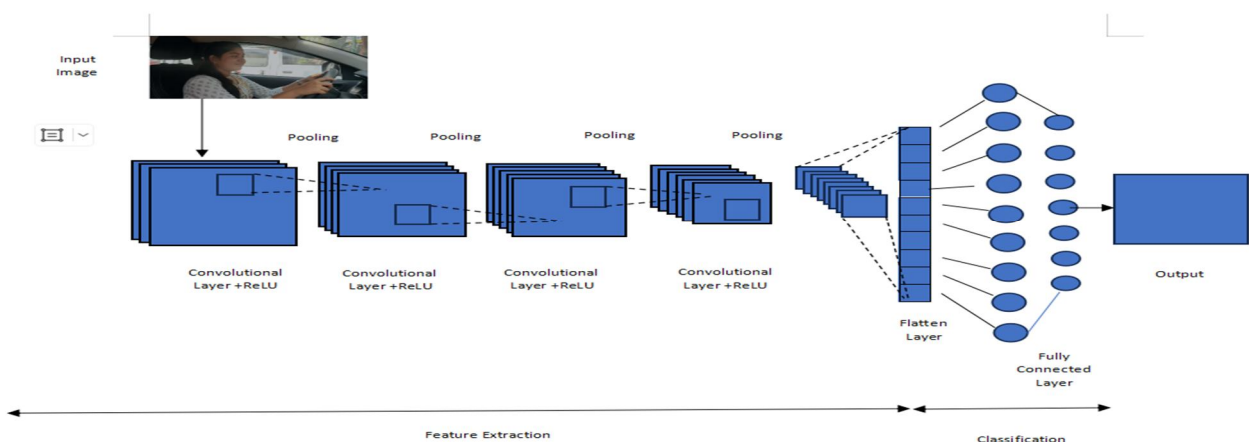 Input
Image
Pooling
Pooling
Pooling
Pooling
Convolutional
Layer +ReLU
Convolutional
Layer +ReLU
Convolutional
Layer +ReLU
Convolutional
Layer +ReLU
Flatten
Layer
Fully
Connected
Layer
Output
Feature Extraction
Classification